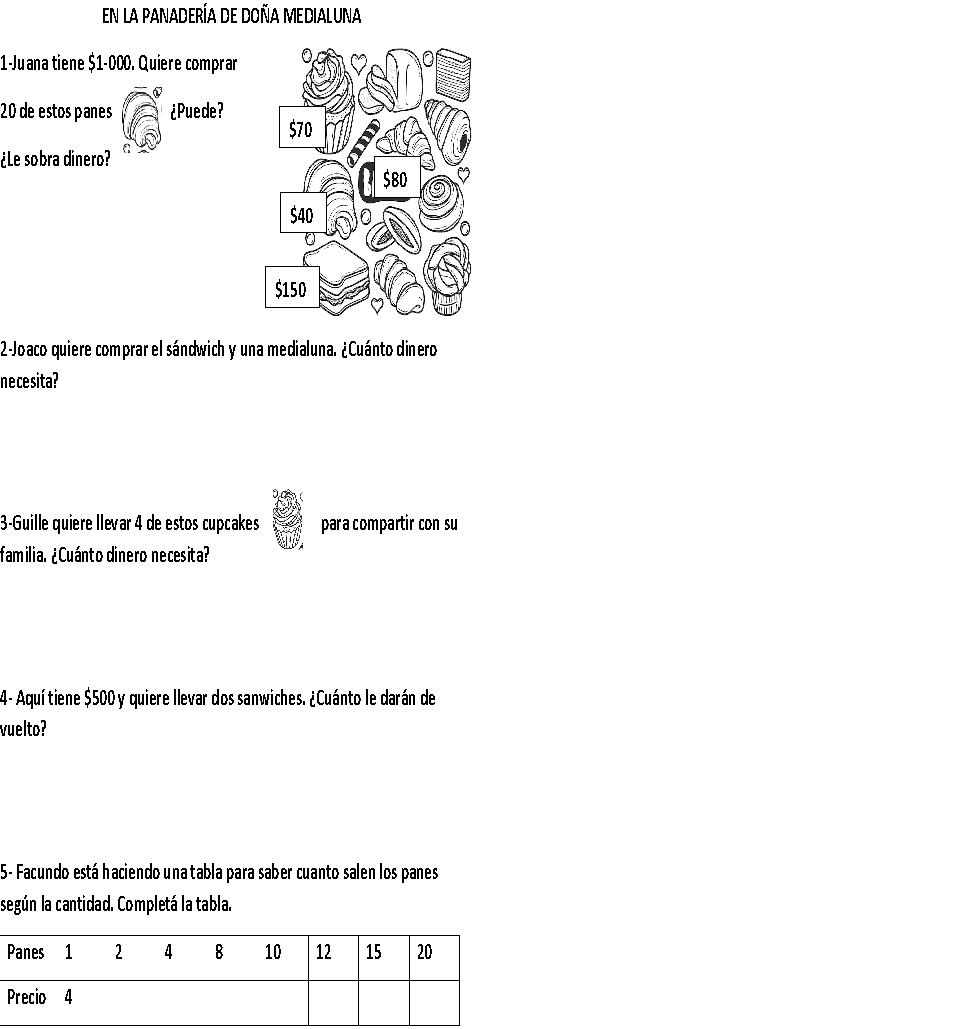 EN LA PANADERÍA DE DOÑA MEDIALUNA
1-Juana tiene $1-000. Quiere comprar
20 de estos panes ¿Puede?
¿Le sobra dinero?
$70
$80
$40
$150
2-Joaco quiere comprar el sándwich y una medialuna. ¿Cuánto dinero
necesita?
3-Guille quiere llevar 4 de estos cupcakes para compartir con su
familia. ¿Cuánto dinero necesita?
4- Aquí tiene $500 y quiere llevar dos sanwiches. ¿Cuánto le darán de
vuelto?
5- Facundo está haciendo una tabla para saber cuanto salen los panes
según la cantidad. Completá la tabla.
Panes 1 2 4 8 10 12 15 20
Precio 4